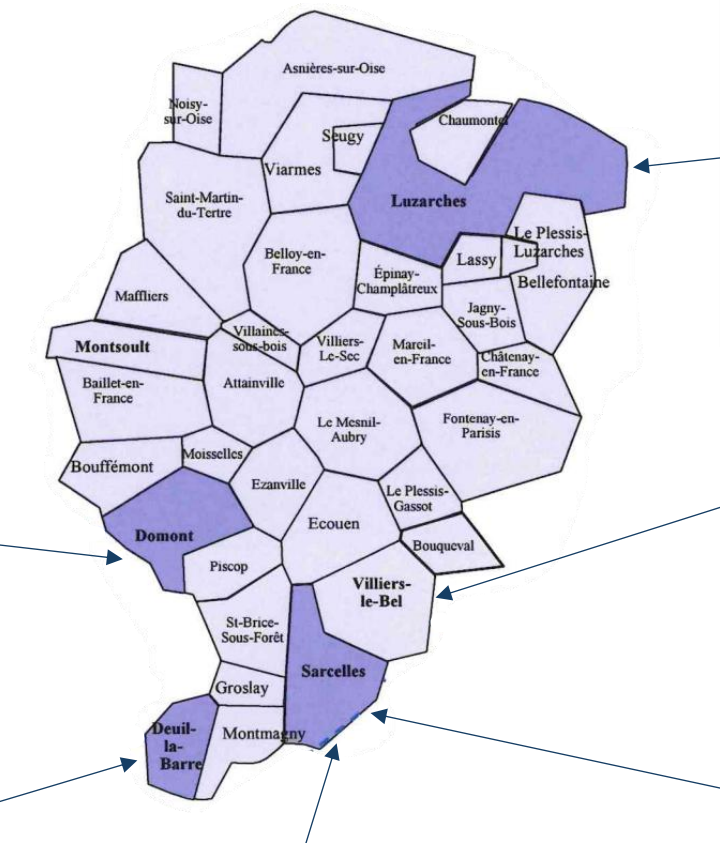 Asnières-sur-Oise
Noisy-
sur-Oise
Chaumontel
Seugy
Viarmes
Saint-Martin-
du-Tertre
Luzarches
Le Plessis-
Luzarches
Belloy-en-
France
Lassy
Épinay-
Champlâtreux
Bellefontaine
Maffliers
Jagny-
Sous-Bois
Villaines-
sous-bois
Villiers-
Le-Sec
Mareil-
en-France
Montsoult
Châtenay-
en-France
Baillet-en-
France
Attainville
Le Mesnil-
Aubry
Fontenay-en-
Parisis
Moisselles
Bouffémont
Ezanville
Le Plessis-
Gassot
Ecouen
Domont
Bouqueval
Piscop
Villiers-
le-Bel
St-Brice-
Sous-Forêt
Sarcelles
Groslay
Deuil-
la-
Barre
Montmagny